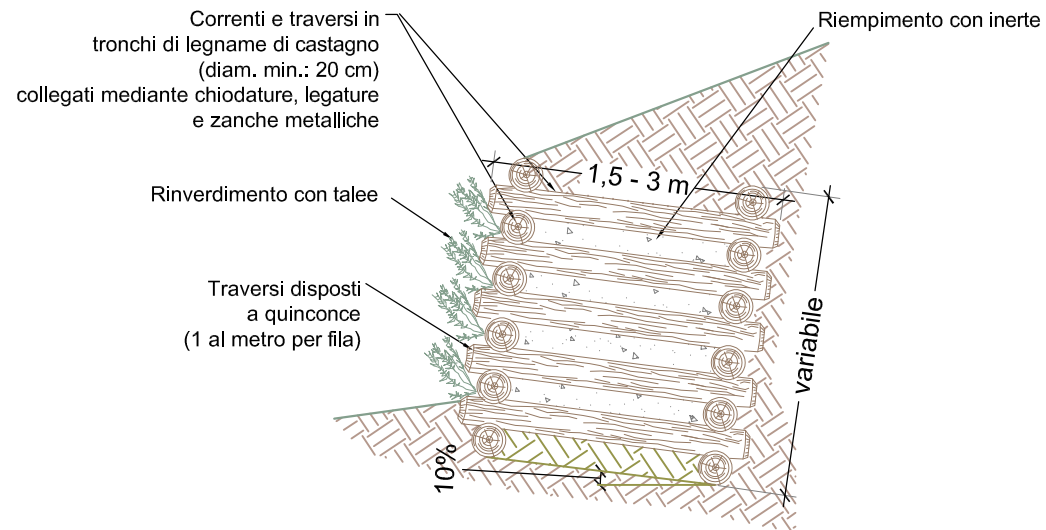 Correnti e traversi in
tronchi di legname di castagno
(diam. min.: 20 cm)
collegati mediante chiodature, legature
e zanche metalliche
Riempimento con inerte
1,5 - 3 m
Rinverdimento con talee
Traversi disposti
a quinconce
(1 al metro per fila)
variabile
10%